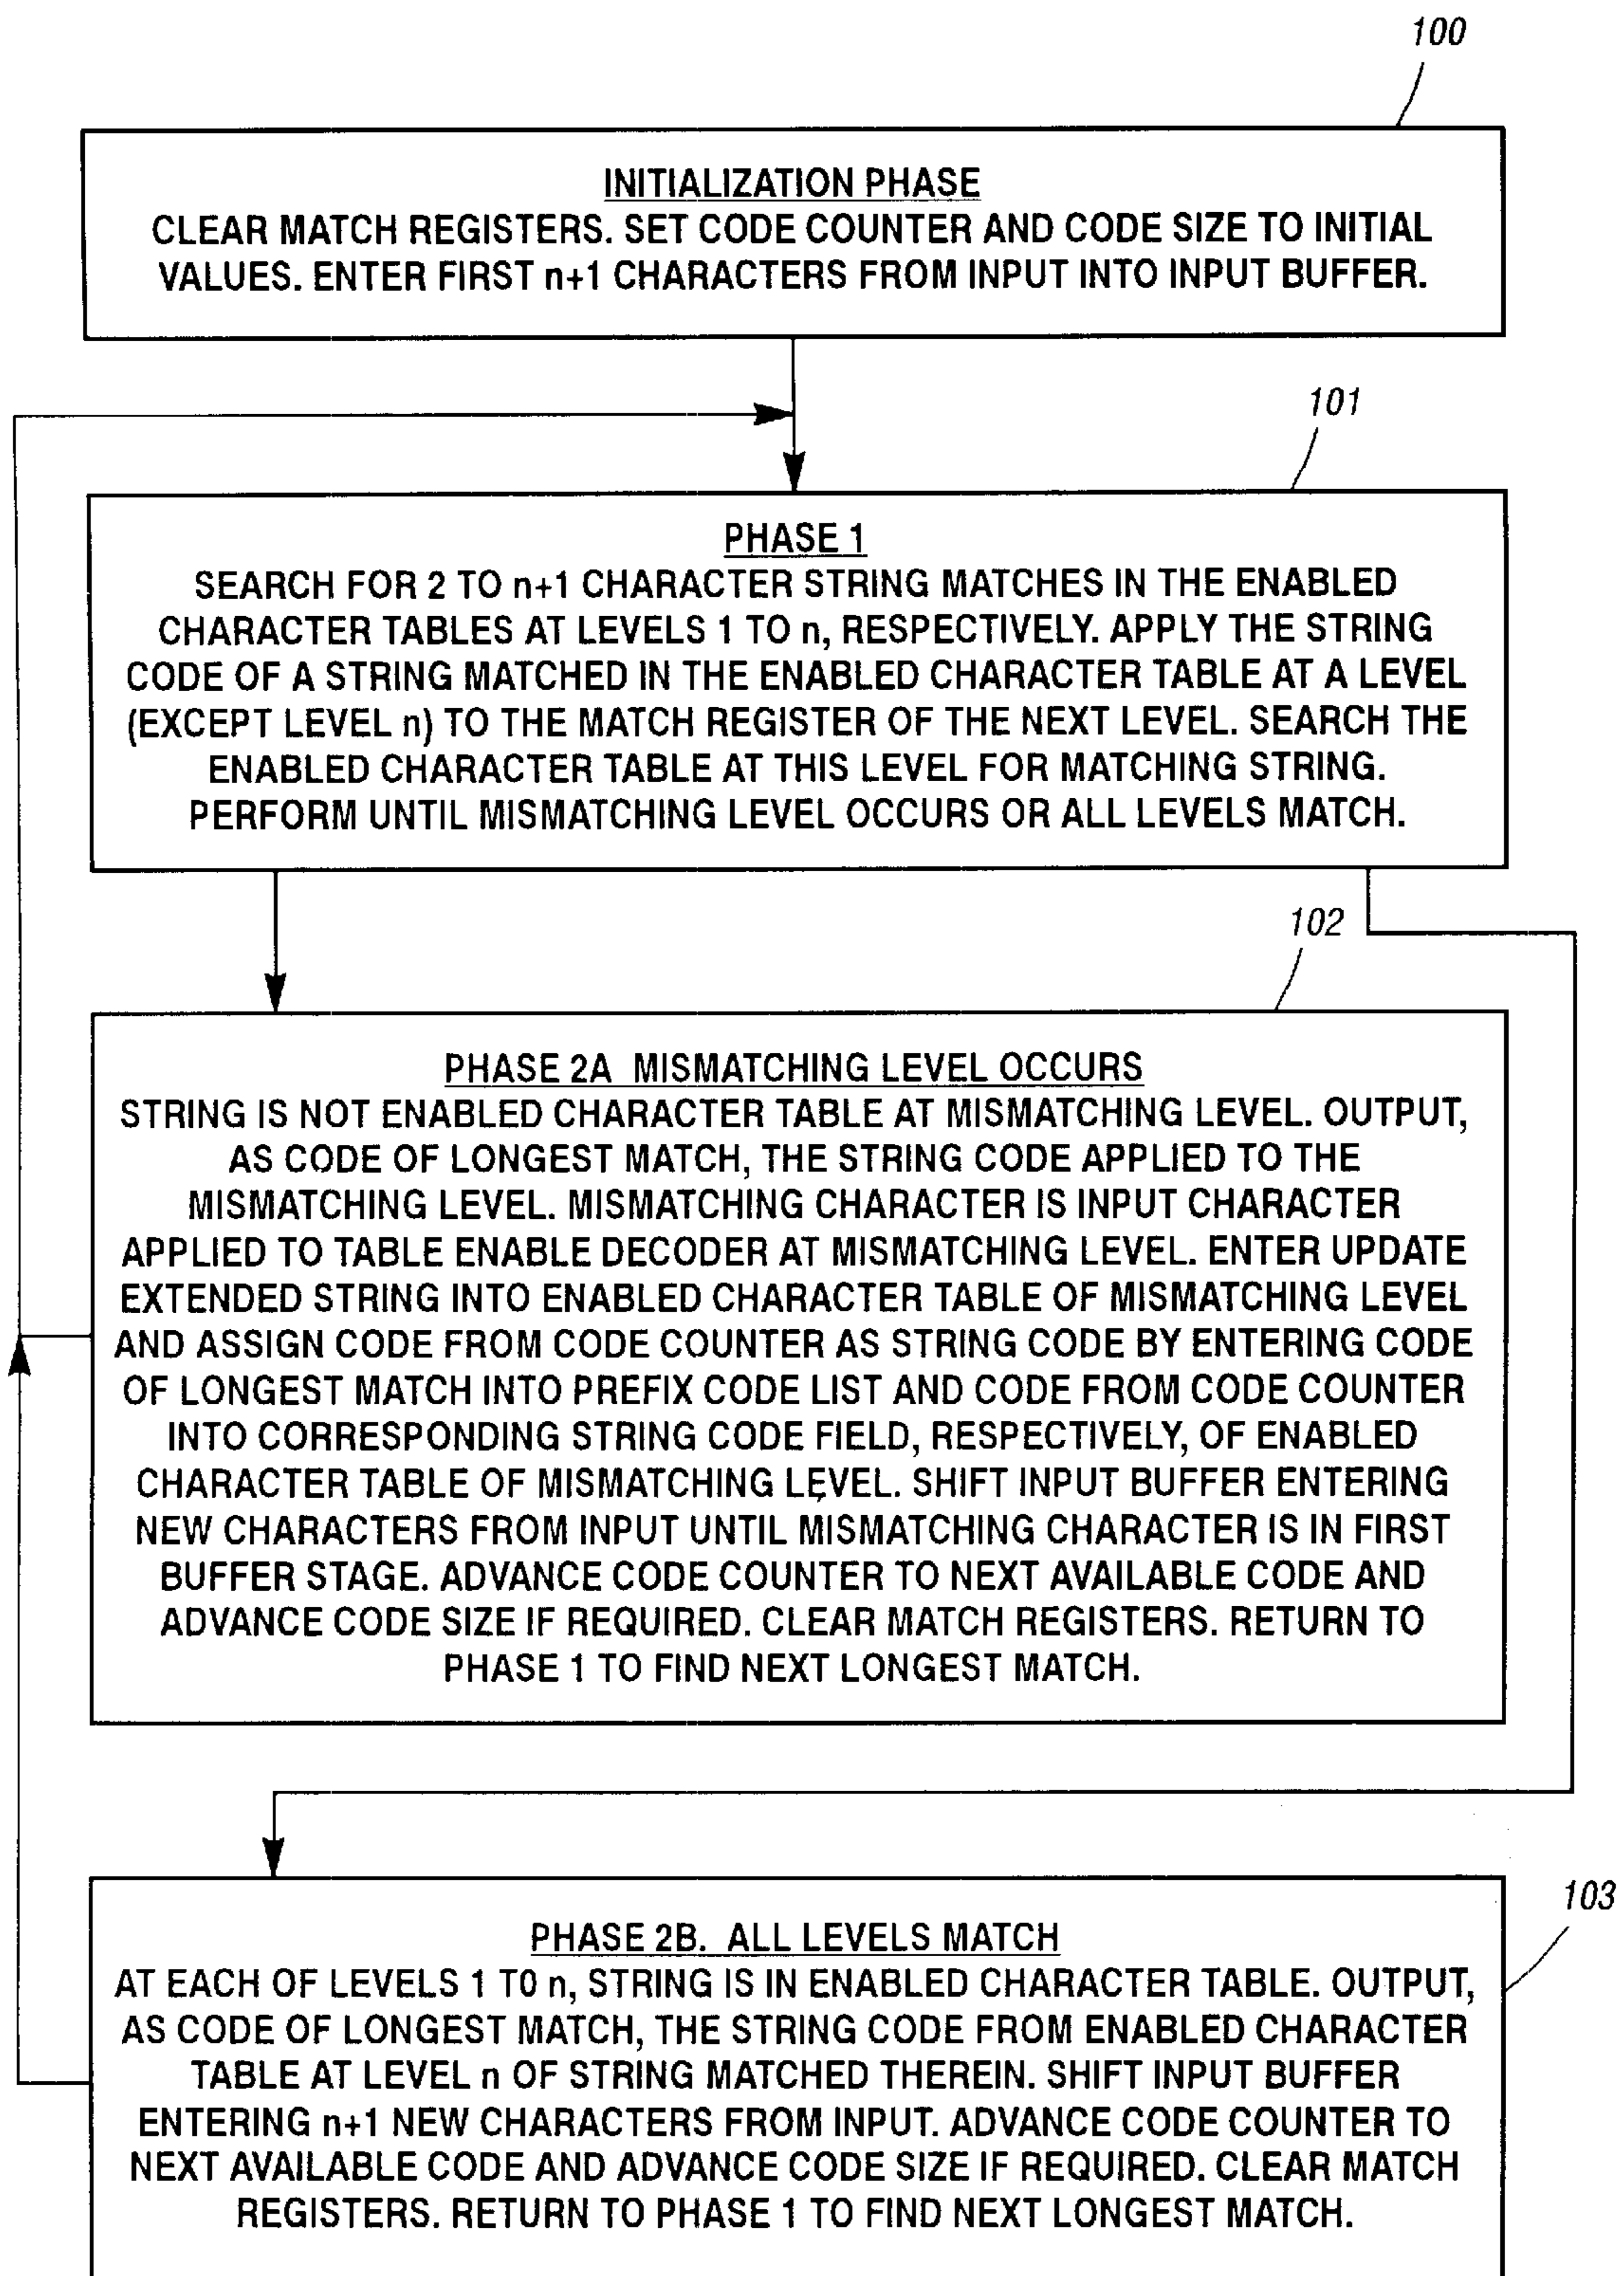 100
INITIALIZATION PHASE
CLEAR MATCH REGISTERS. SET CODE COUNTER AND CODE SIZE TO INITIAL
VALUES. ENTER FIRST n+1 CHARACTERS FROM INPUT INTO INPUT BUFFER.
101
PHASE 1
SEARCH FOR 2 TO n+1 CHARACTER STRING MATCHES IN THE ENABLED
CHARACTER TABLES AT LEVELS 1 TO n, RESPECTIVELY. APPLY THE STRING
CODE OF A STRING MATCHED IN THE ENABLED CHARACTER TABLE AT A LEVEL
(EXCEPT LEVEL n) TO THE MATCH REGISTER OF THE NEXT LEVEL. SEARCH THE
ENABLED CHARACTER TABLE AT THIS LEVEL FOR MATCHING STRING.
PERFORM UNTIL MISMATCHING LEVEL OCCURS OR ALL LEVELS MATCH.
102
PHASE 2A MISMATCHING LEVEL OCCURS
STRING IS NOT ENABLED CHARACTER TABLE AT MISMATCHING LEVEL. OUTPUT,
AS CODE OF LONGEST MATCH, THE STRING CODE APPLIED TO THE
MISMATCHING LEVEL. MISMATCHING CHARACTER IS INPUT CHARACTER
APPLIED TO TABLE ENABLE DECODER AT MISMATCHING LEVEL. ENTER UPDATE
EXTENDED STRING INTO ENABLED CHARACTER TABLE OF MISMATCHING LEVEL
AND ASSIGN CODE FROM CODE COUNTER AS STRING CODE BY ENTERING CODE
OF LONGEST MATCH INTO PREFIX CODE LIST AND CODE FROM CODE COUNTER
INTO CORRESPONDING STRING CODE FIELD, RESPECTIVELY, OF ENABLED
CHARACTER TABLE OF MISMATCHING LEVEL. SHIFT INPUT BUFFER ENTERING
NEW CHARACTERS FROM INPUT UNTIL MISMATCHING CHARACTER IS IN FIRST
BUFFER STAGE. ADVANCE CODE COUNTER TO NEXT AVAILABLE CODE AND
ADVANCE CODE SIZE IF REQUIRED. CLEAR MATCH REGISTERS. RETURN TO
PHASE 1 TO FIND NEXT LONGEST MATCH.
103
PHASE 2B. ALL LEVELS MATCH
AT EACH OF LEVELS 1 TO n, STRING IS IN ENABLED CHARACTER TABLE. OUTPUT,
AS CODE OF LONGEST MATCH, THE STRING CODE FROM ENABLED CHARACTER
TABLE AT LEVEL n OF STRING MATCHED THEREIN. SHIFT INPUT BUFFER
ENTERING n+1 NEW CHARACTERS FROM INPUT. ADVANCE CODE COUNTER TO
NEXT AVAILABLE CODE AND ADVANCE CODE SIZE IF REQUIRED. CLEAR MATCH
REGISTERS. RETURN TO PHASE 1 TO FIND NEXT LONGEST MATCH.